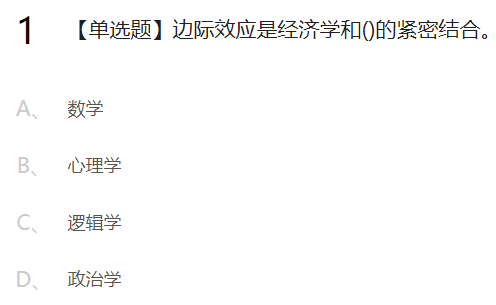 1 【单选题】边际效应是经济学和()的紧密结合。
A、 数学
B、 心理学
C、 逻辑学
D、 政治学